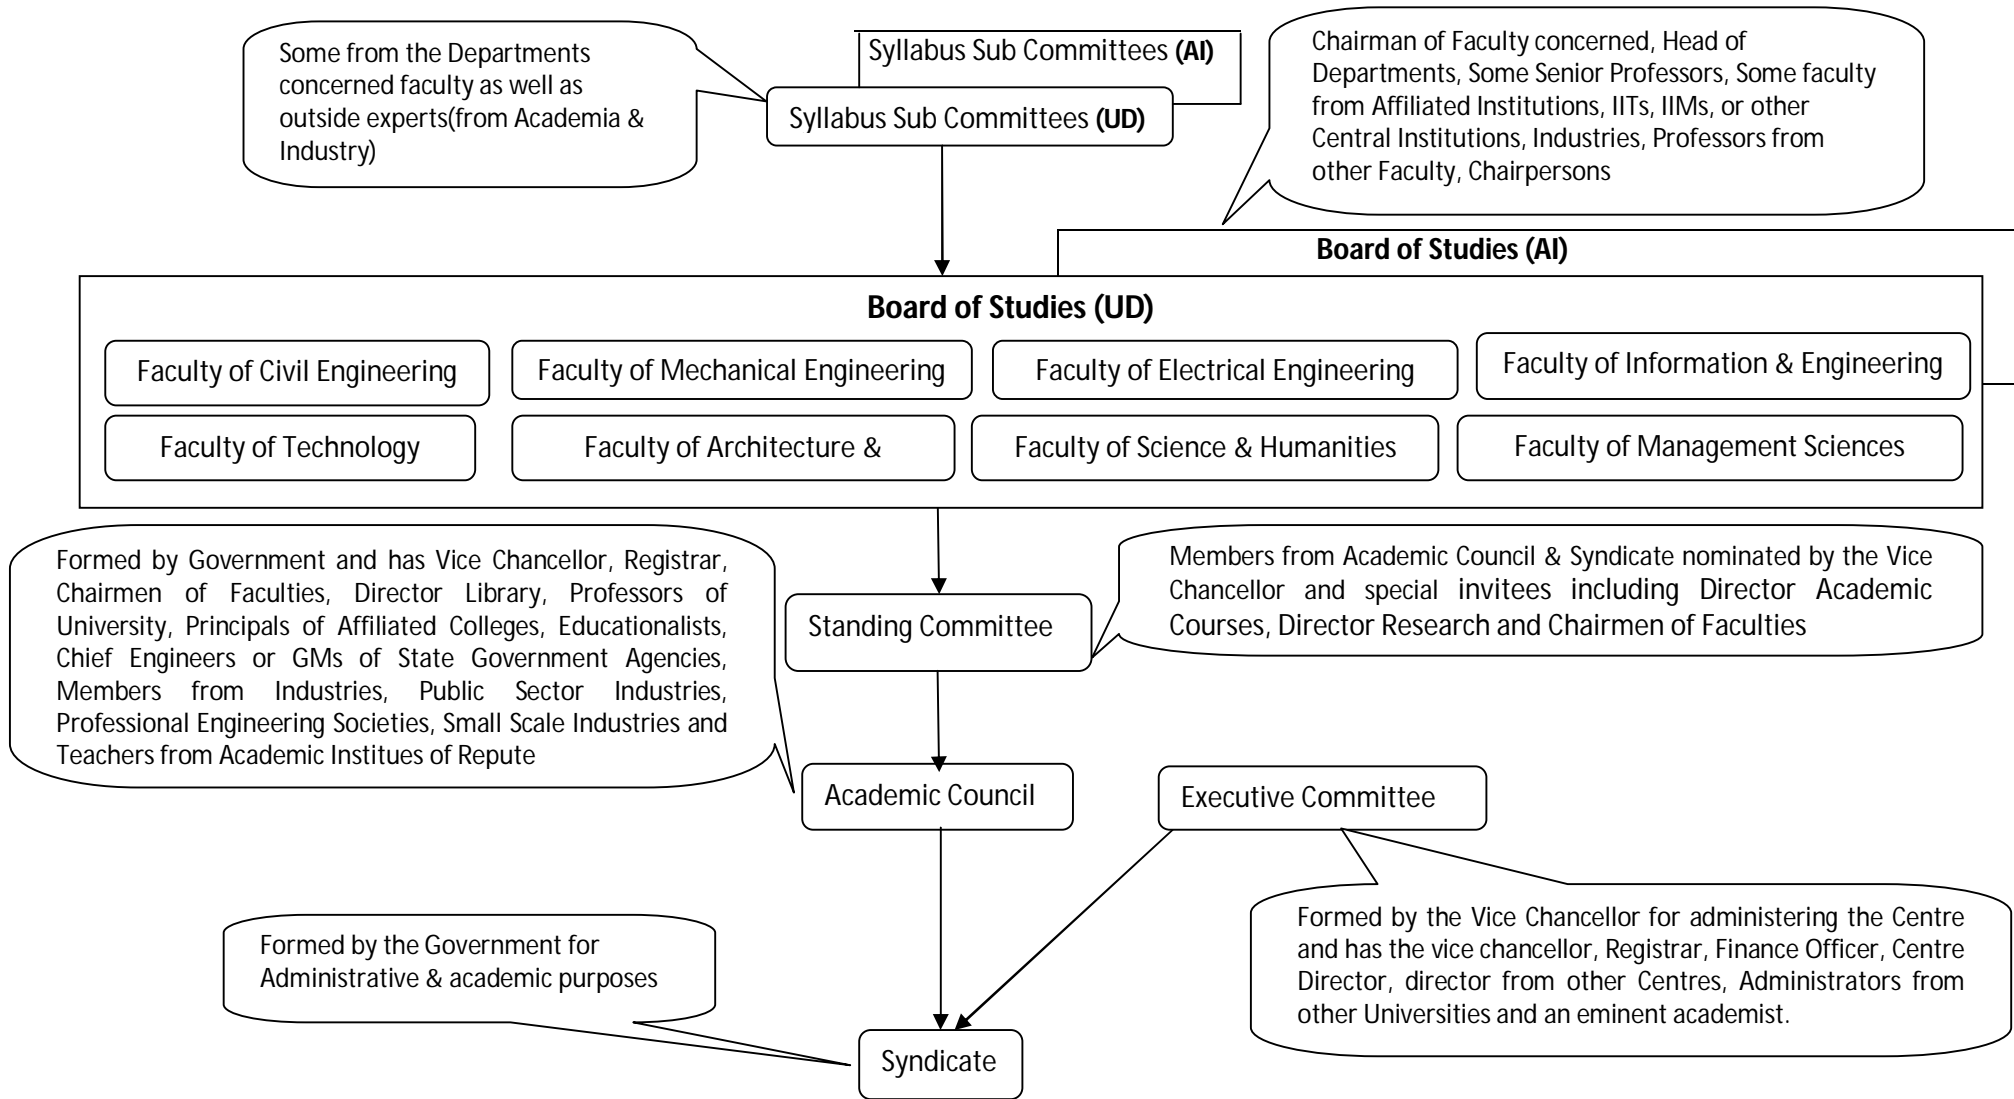 Some from the Departments
concerned faculty as well as
outside experts(from Academia &
Industry)
Syllabus Sub Committees (AI)
Syllabus Sub Committees (UD)
Chairman of Faculty concerned, Head of
Departments, Some Senior Professors, Some faculty
from Affiliated Institutions, IITs, IIMs, or other
Central Institutions, Industries, Professors from
other Faculty, Chairpersons
Board of Studies (AI)
Board of Studies (UD)
Faculty of Civil Engineering
Faculty of Mechanical Engineering
Faculty of Electrical Engineering
Faculty of Information & Engineering
Faculty of Technology
Faculty of Architecture &
Faculty of Science & Humanities
Faculty of Management Sciences
Formed by Government and has Vice Chancellor, Registrar,
Chairmen of Faculties, Director Library, Professors of
University, Principals of Affiliated Colleges, Educationalists,
Chief Engineers or GMs of State Government Agencies,
Members from Industries, Public Sector Industries,
Professional Engineering Societies, Small Scale Industries and
Teachers from Academic Institues of Repute
Standing Committee
Members from Academic Council & Syndicate nominated by the Vice
Chancellor and special invitees including Director Academic
Courses, Director Research and Chairmen of Faculties
Academic Council
Executive Committee
Formed by the Government for
Administrative & academic purposes
Formed by the Vice Chancellor for administering the Centre
and has the vice chancellor, Registrar, Finance Officer, Centre
Director, director from other Centres, Administrators from
other Universities and an eminent academist.
Syndicate